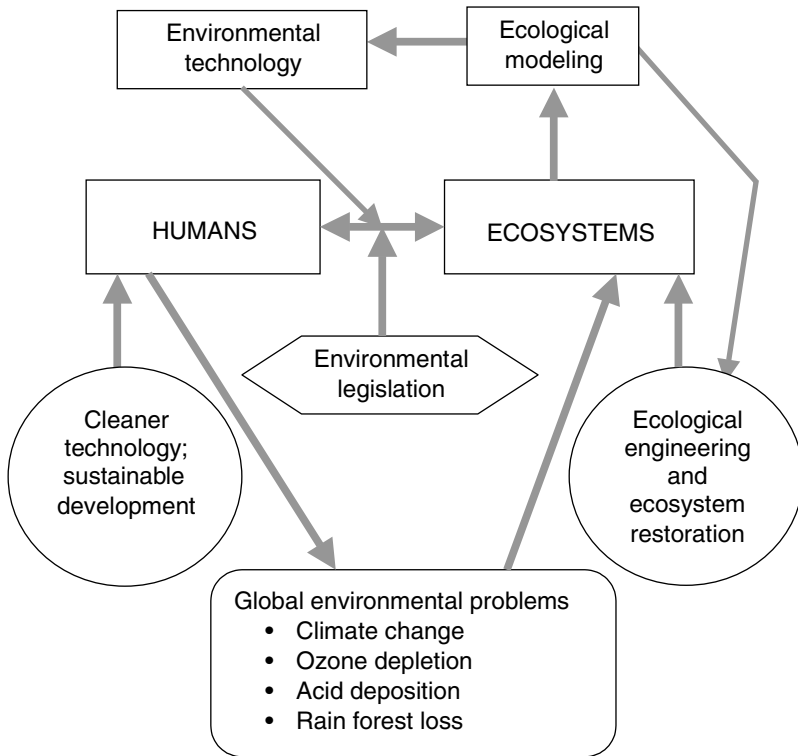 Environmental
technology
Ecological
modeling
HUMANS
ECOSYSTEMS
Environmental
legislation
Cleaner
technology;
sustainable
development
Ecological
engineering
and
ecosystem
restoration
Global environmental problems
• Climate change
• Ozone depletion
• Acid deposition
• Rain forest loss